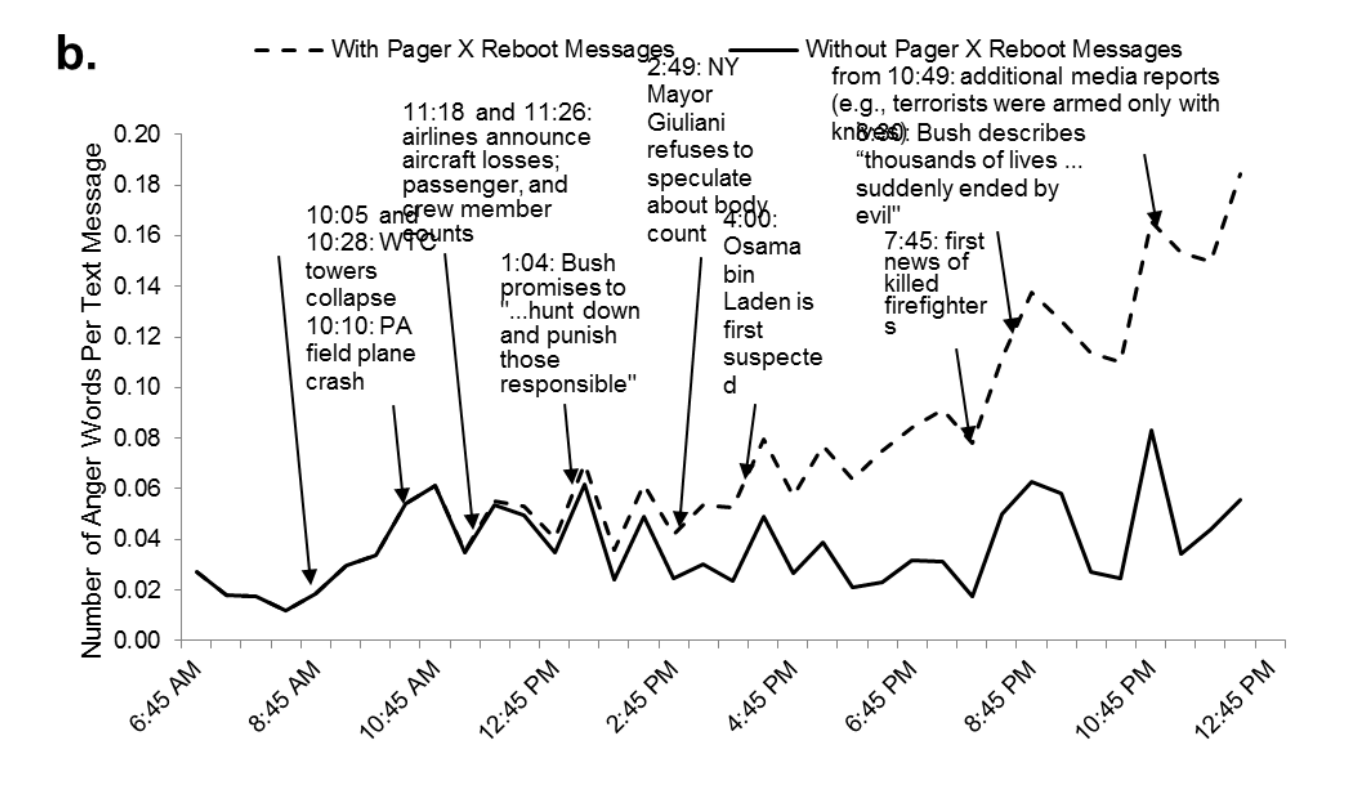 b.
With Pager X Reboot Messages
Without Pager X Reboot Messages
Number of Anger Words Per Text Message
0.20
0.18
0.16
0.14
0.12
0.10
0.08
0.06
0.04
0.02
0.00
10:05 and
10:28: WTC
towers
collapse
10:10: PA
field plane
crash
11:18 and 11:26:
airlines announce
aircraft losses;
passenger, and
crew member
counts
1:04: Bush
promises to
"...hunt down
and punish
those
responsible"
2:49: NY
Mayor
Giuliani
refuses to
speculate
about body
count
4:00:
Osama
bin
Laden is
first
suspecte
d
7:45: first
news of
killed
firefighter
s
8:30: Bush describes
“thousands of lives ...
suddenly ended by
evil"
from 10:49: additional media reports
(e.g., terrorists were armed only with
knives)
6:45 AM
8:45 AM
10:45 AM
12:45 PM
2:45 PM
4:45 PM
6:45 PM
8:45 PM
10:45 PM
12:45 PM